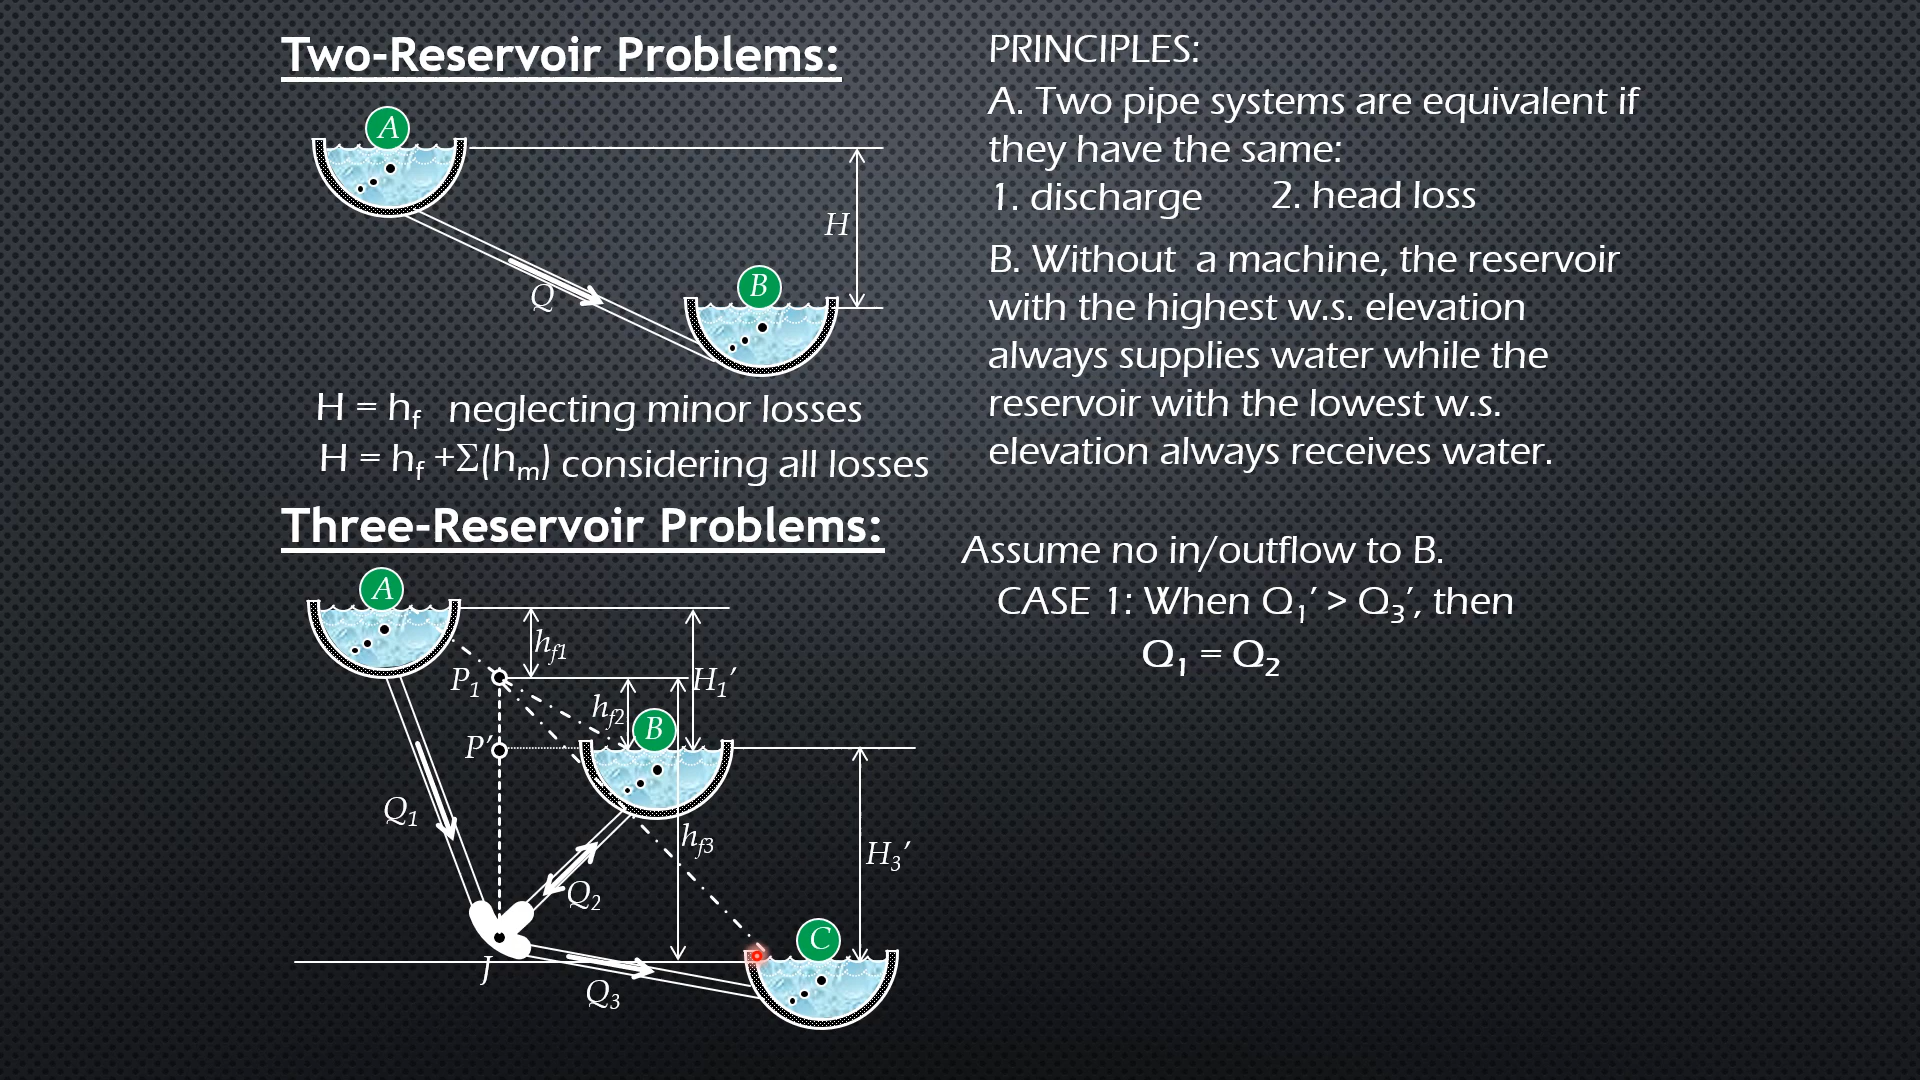 Two-Reservoir Problems:
A
H
B
Q
H = hf neglecting minor losses
H = hf +Σ(hm) considering all losses
Three-Reservoir Problems:
A
hf1
P1
H1′
hf2
B
P′
Q1
hf3
H3′
Q2
C
J
Q3
PRINCIPLES:
A. Two pipe systems are equivalent if
they have the same:
1. discharge 2. head loss
B. Without a machine, the reservoir
with the highest w.s. elevation
always supplies water while the
reservoir with the lowest w.s.
elevation always receives water.
Assume no in/outflow to B.
CASE 1: When Q1′ > Q3′, then
Q1 = Q2